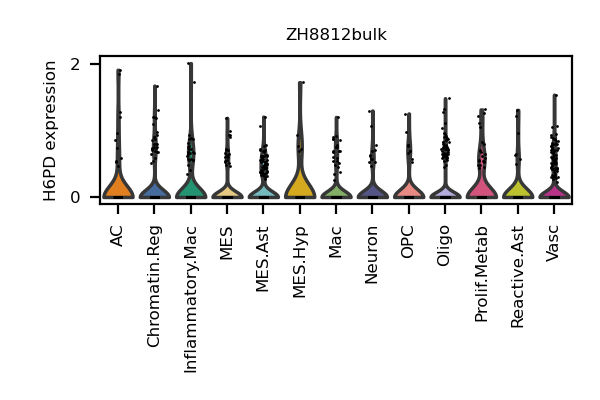 ZH8812bulk
H6PD expression
2
0
AC
Chromatin.Reg
Inflammatory.Mac
MES
MES.Ast
MES.Hyp
Mac
Neuron
OPC
Oligo
Prolif.Metab
Reactive.Ast
Vasc